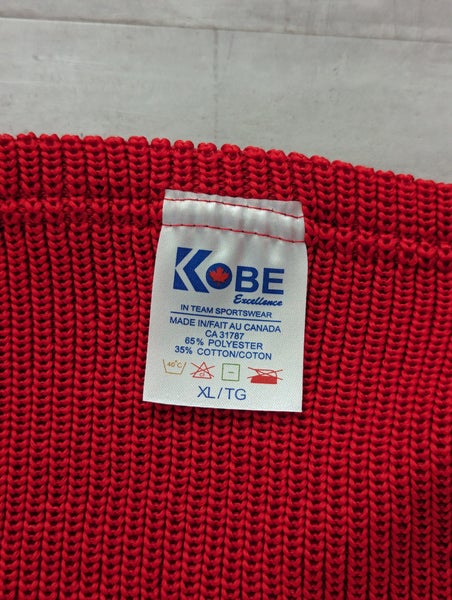 KOBE
Excellence
IN TEAM SPORTSWEAR
MADE IN/FAIT AU CANADA
CA 31787
65% POLYESTER
35% COTTON/COTON
40°C
XL/TG